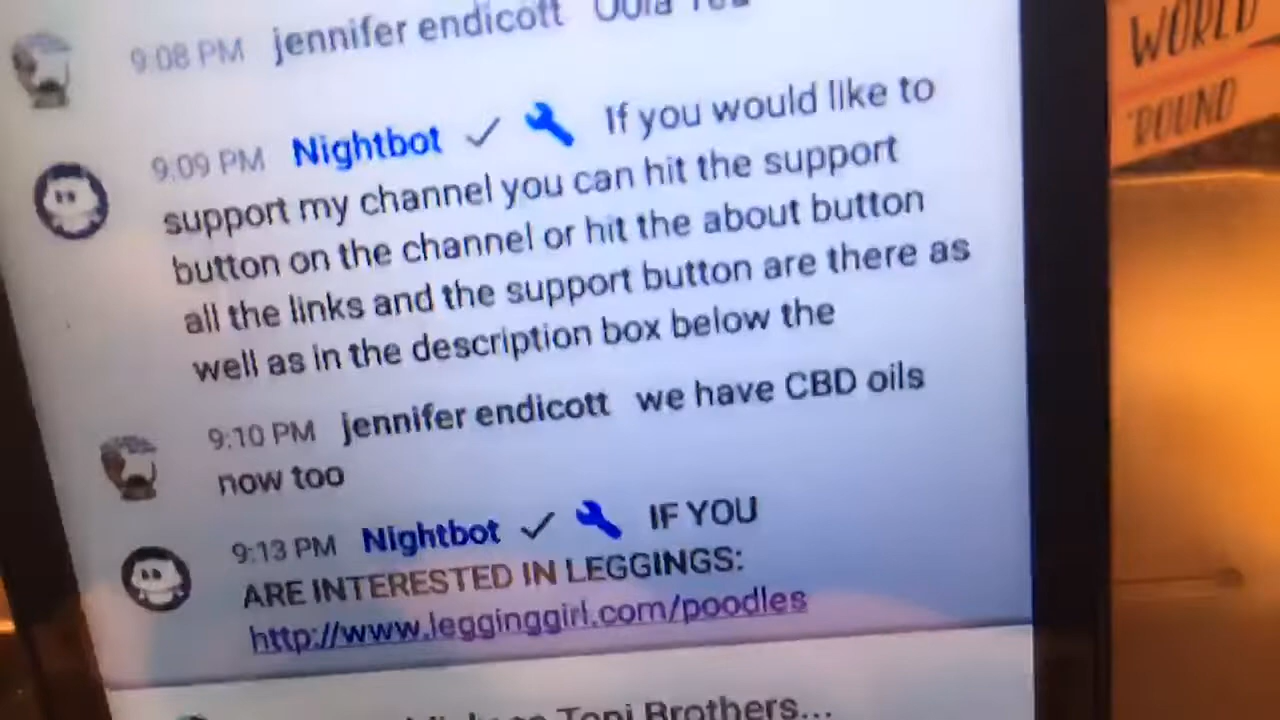 9:08 PM jennifer endicott
9:09 PM Nightbot If you would like to
support my channel you can hit the support
button on the channel or hit the about button
all the links and the support button are there as
well as in the description box below the
9:10 PM jennifer endicott we have CBD oils
now too
9:13 PM Nightbot IF YOU
ARE INTERESTED IN LEGGINGS:
http://www.legginggirl.com/poodles
Toni Brothers...
WORLD
'ROUND